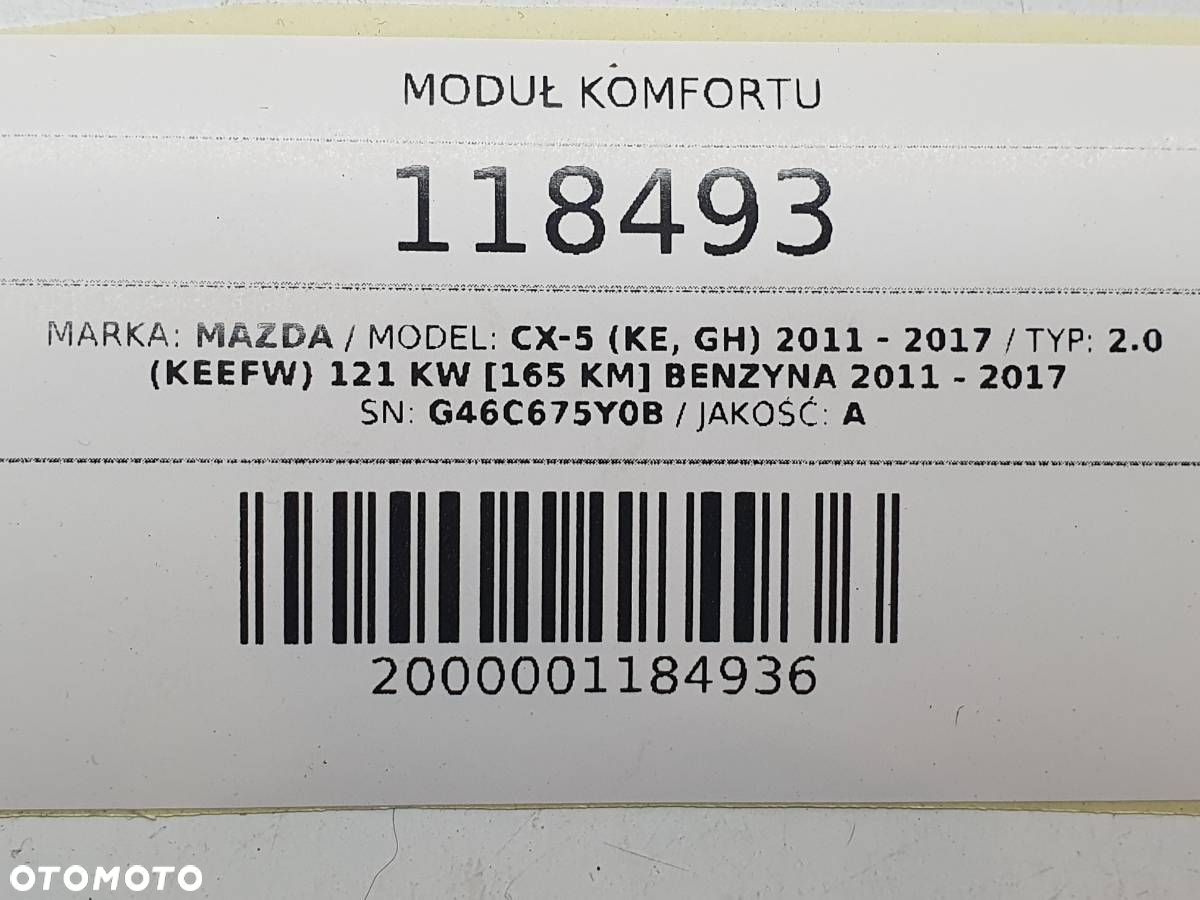 MODUŁ KOMFORTU
118493
MARKA: MAZDA / MODEL: CX-5 (KE, GH) 2011 - 2017 / TYP: 2.0
(KEEFW) 121 KW [165 KM] BENZYNA 2011 - 2017
SN: G46C675Y0B / JAKOŚĆ: A
2000001184936
OTOMOTO